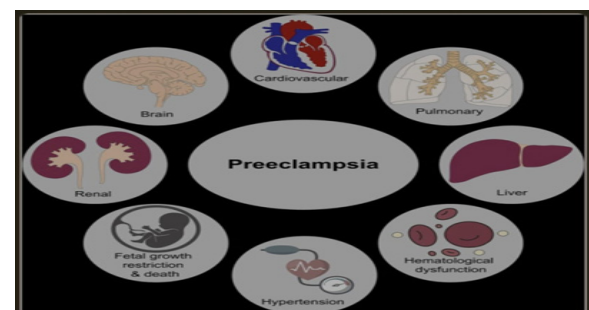 Cardiovascular
Brain
Pulmonary
Preeclampsia
Renal
Liver
Fetal growth
restriction
& death
Hematological
dysfunction
Hypertension